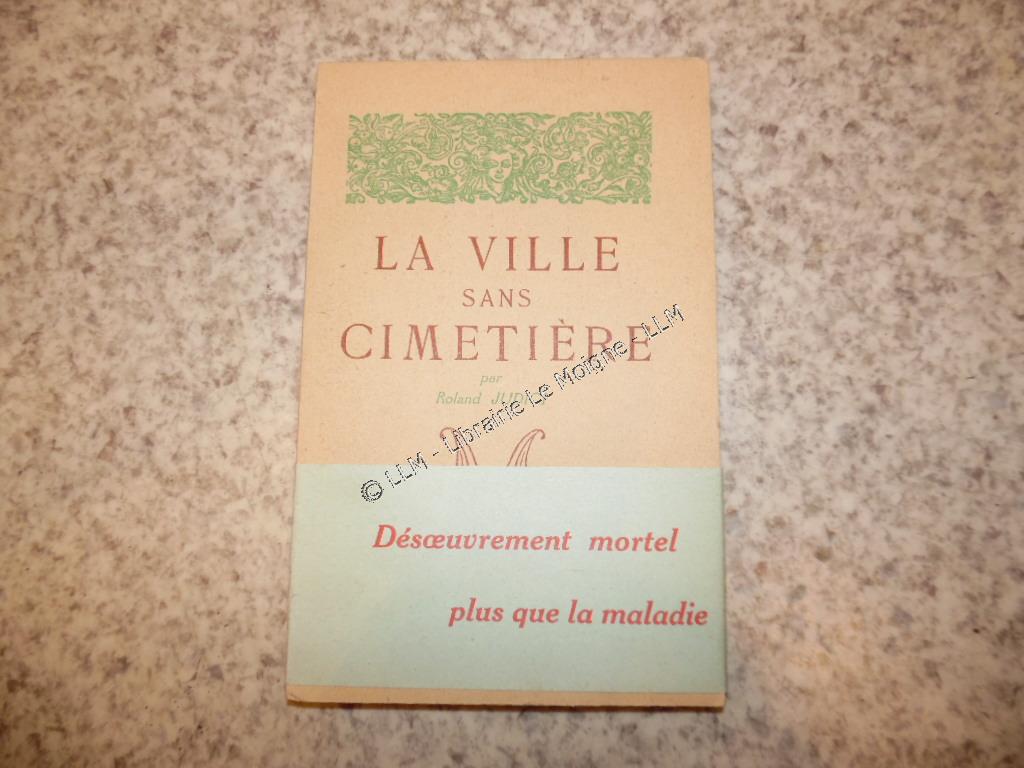 LA VILLE
SANS
CIMETIÈRE
par
Roland
© LLM - Librairie Le Moigne - LLM
Désœuvrement mortel
plus que la maladie